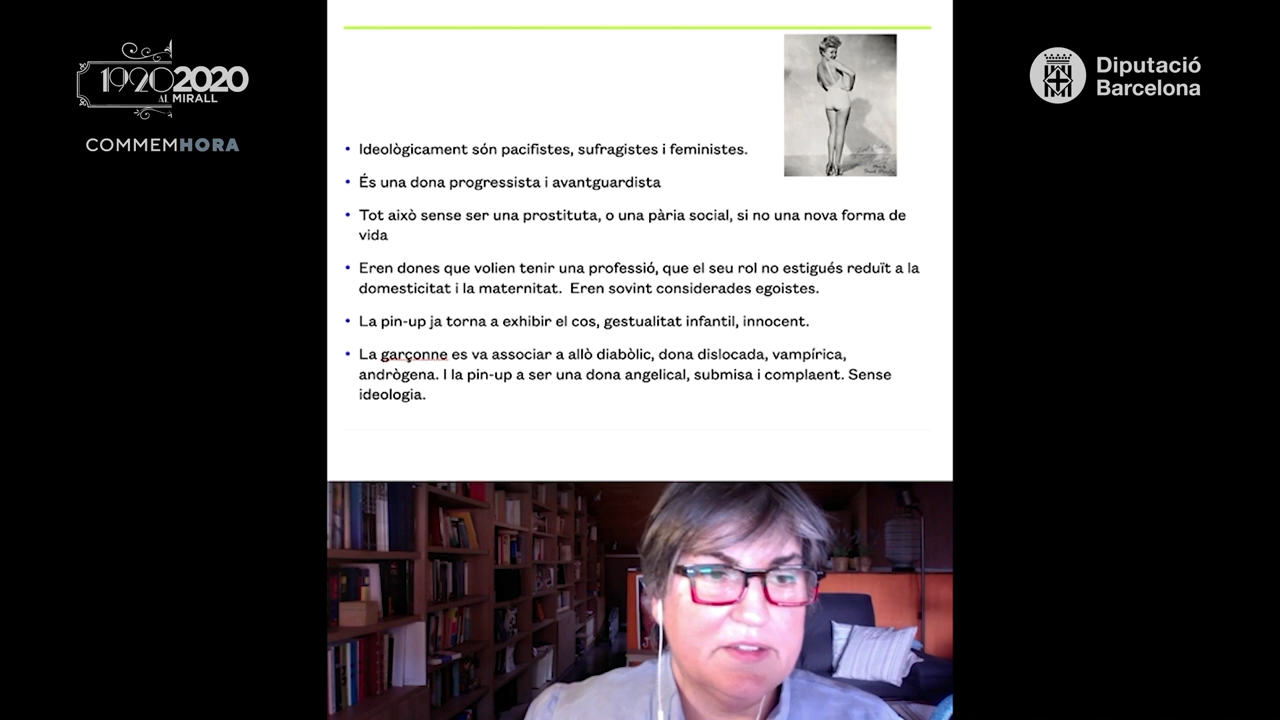 1920 2020
AL MIRALL
COMMEMHORA
Diputació
Barcelona
• Ideològicament són pacifistes, sufragistes i feministes.
• És una dona progressista i avantguardista
• Tot això sense ser una prostituta, o una pària social, si no una nova forma de
vida
• Eren dones que volien tenir una professió, que el seu rol no estigués reduït a la
domesticitat i la maternitat. Eren sovint considerades egoistes.
• La pin-up ja torna a exhibir el cos, gestualitat infantil, innocent.
• La garçonne es va associar a allò diabòlic, dona dislocada, vampírica,
andrògena. I la pin-up a ser una dona angelical, submisa i complaent. Sense
ideologia.